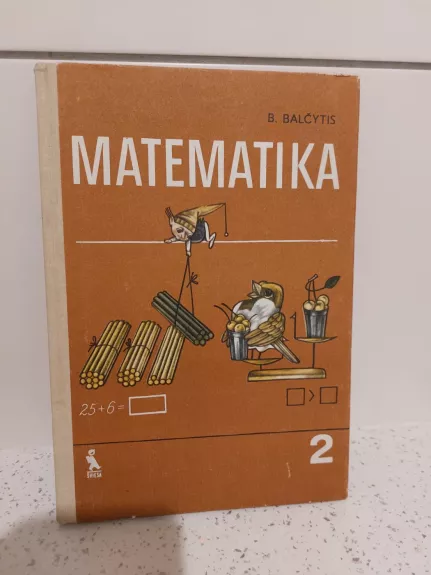 B. BALČYTIS
MATEMATIKA
25+6=
>
2